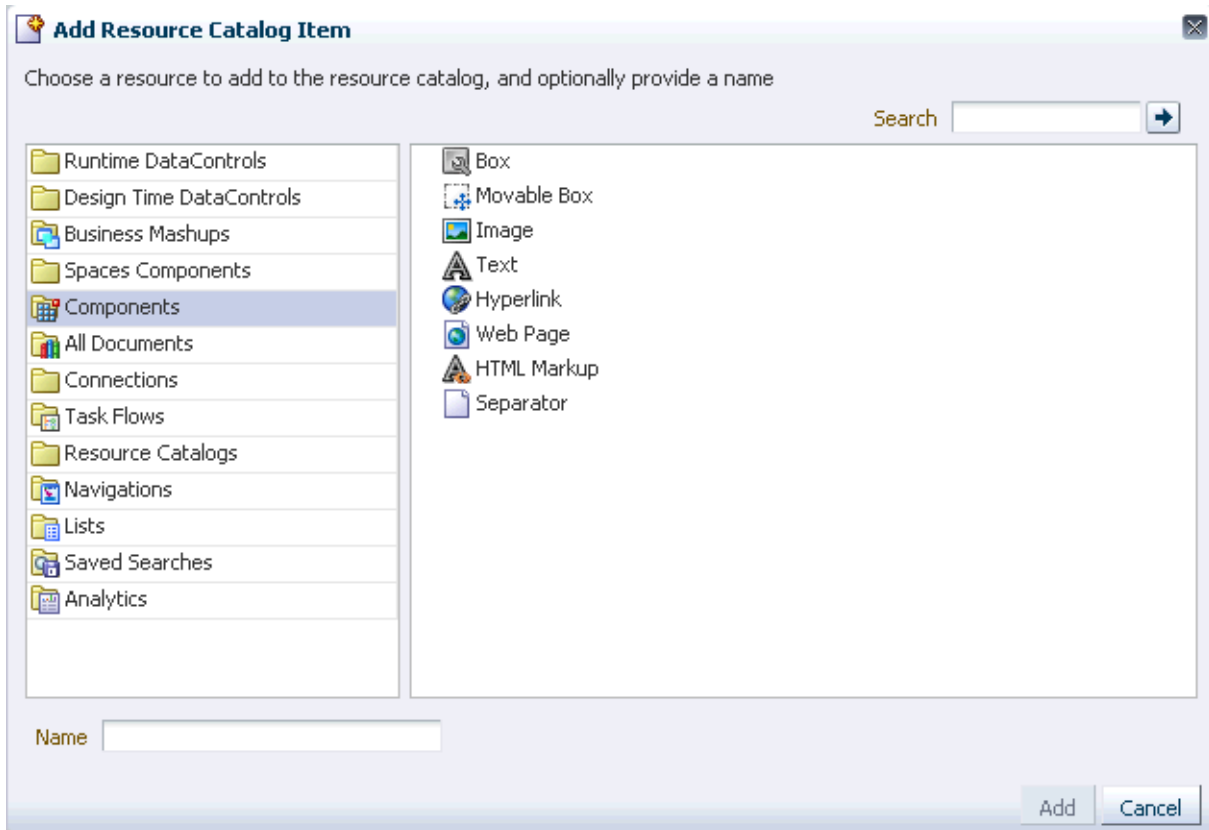 Add Resource Catalog Item
Choose a resource to add to the resource catalog, and optionally provide a name
Search
Runtime DataControls
Design Time DataControls
Business Mashups
Spaces Components
Components
All Documents
Connections
Task Flows
Resource Catalogs
Navigations
Lists
Saved Searches
Analytics
Box
Movable Box
Image
Text
Hyperlink
Web Page
HTML Markup
Separator
Name
Add
Cancel